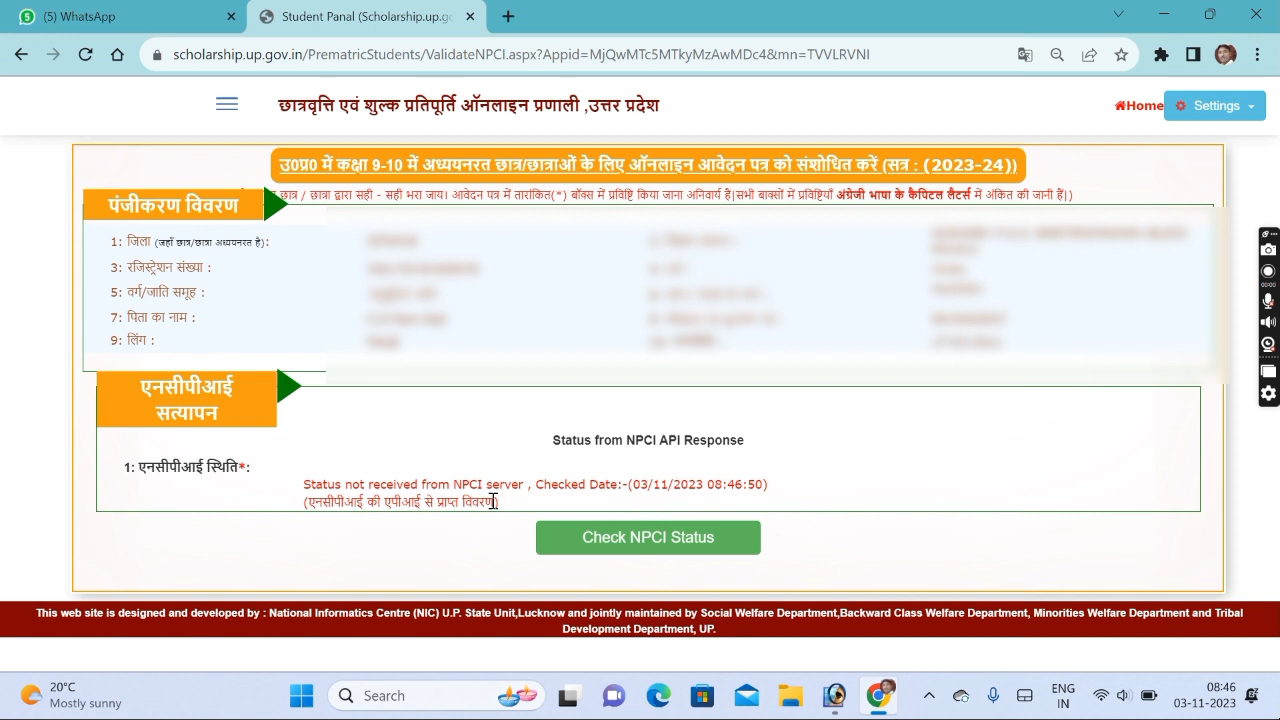 (5) WhatsApp
Student Panel (Scholarship.up.gov
scholarship.up.gov.in/PrematricStudents/ValidateNPCI.aspx?Appid=MjQwMTc5MTkyMzAwMDc4&mn=TVVLRVNI
छात्रवृत्ति एवं शुल्क प्रतिपूर्ति ऑनलाइन प्रणाली ,उत्तर प्रदेश
Home
Settings
उ0प्र0 में कक्षा 9-10 में अध्ययनरत छात्र/छात्राओं के लिए ऑनलाइन आवेदन पत्र को संशोधित करें (सत्र : (2023-24))
छात्र / छात्रा द्वारा सही - सही भरा जाय। आवेदन पत्र में तारांकित(*) बॉक्स में प्रविष्टि किया जाना अनिवार्य है|सभी बाक्सों में प्रविष्टियाँ अंग्रेजी भाषा के कैपिटल लैटर्स में अंकित की जानी हैं|)
पंजीकरण विवरण
1: जिला (जहाँ छात्र/छात्रा अध्ययनरत है):
3: रजिस्ट्रेशन संख्या :
5: वर्ग/जाति समूह :
7: पिता का नाम :
9: लिंग :
एनसीपीआई
सत्यापन
Status from NPCI API Response
1: एनसीपीआई स्थिति*:
Status not received from NPCI server , Checked Date:-(03/11/2023 08:46:50)
(एनसीपीआई की एपीआई से प्राप्त विवरण)
Check NPCI Status
This web site is designed and developed by : National Informatics Centre (NIC) U.P. State Unit,Lucknow and jointly maintained by Social Welfare Department,Backward Class Welfare Department, Minorities Welfare Department and Tribal
Development Department, UP.
00:00
20°C
Mostly sunny
Search
ENG
IN
08:46
03-11-2023